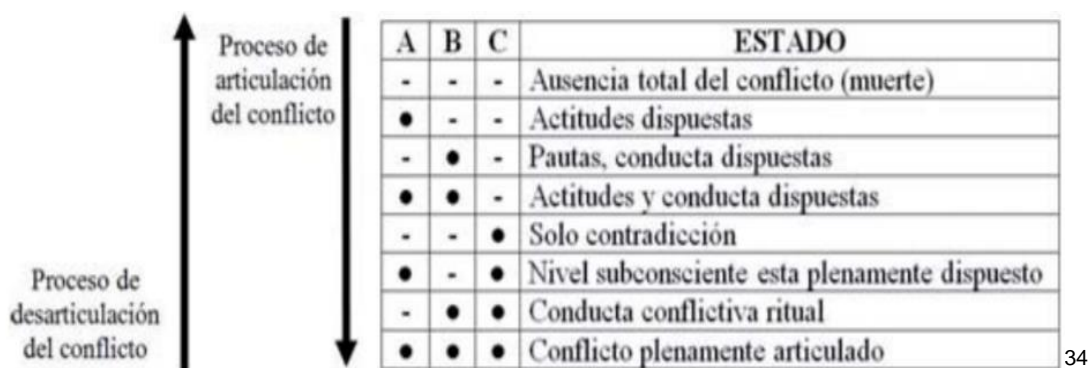 Proceso de
articulación
del conflicto
Proceso de
desarticulación
del conflicto
A B C ESTADO
- - - Ausencia total del conflicto (muerte)
● - - Actitudes dispuestas
- ● - Pautas, conducta dispuestas
● ● - Actitudes y conducta dispuestas
- - ● Solo contradicción
● - ● Nivel subconsciente esta plenamente dispuesto
- ● ● Conducta conflictiva ritual
● ● ● Conflicto plenamente articulado
34